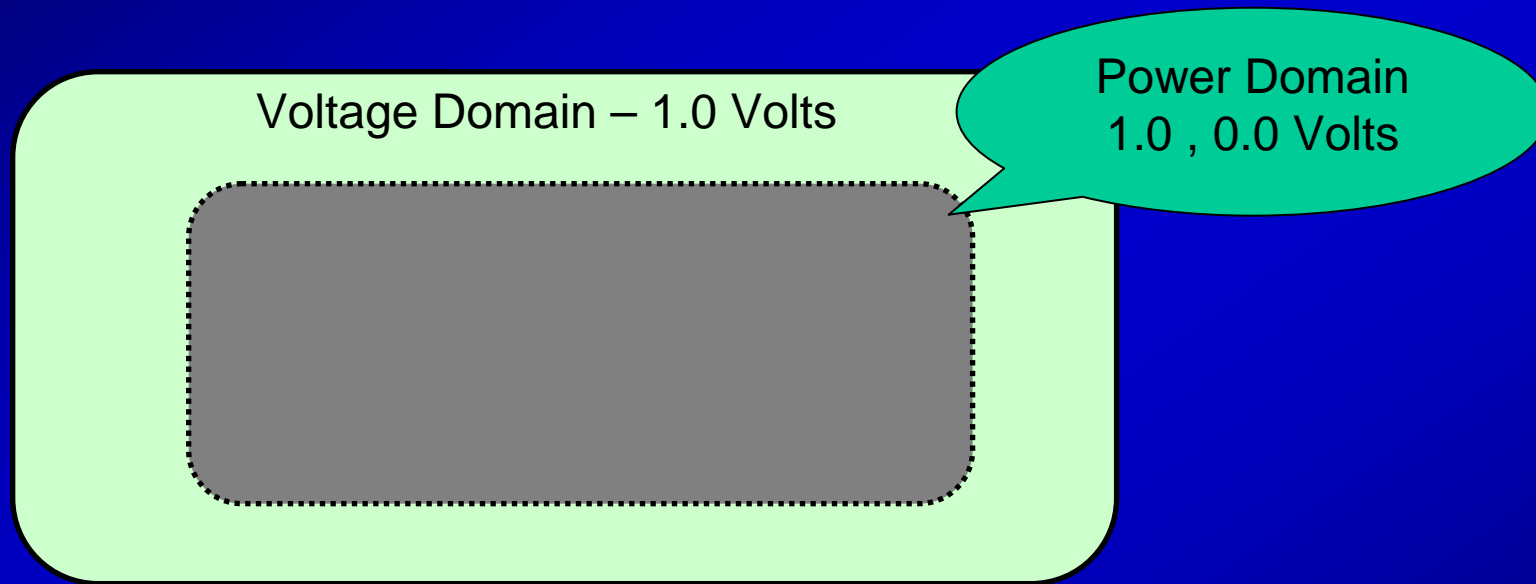 Voltage Domain – 1.0 Volts
Power Domain
1.0 , 0.0 Volts